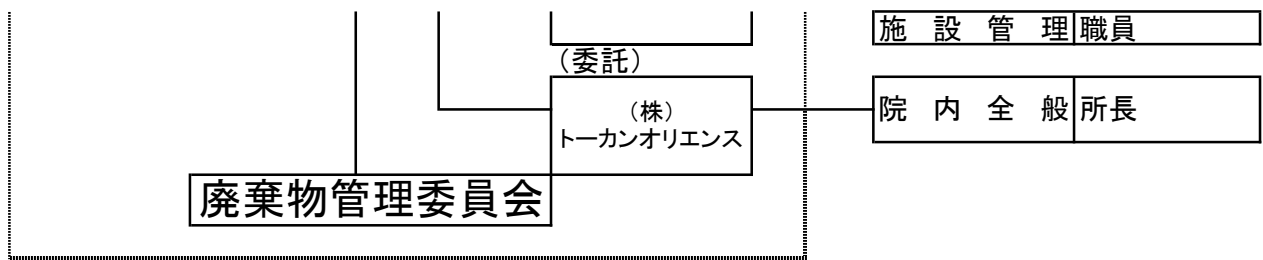 施設管理 職員
(委託)
(株)
トーカンオリエンス
院内全般 所長
廃棄物管理委員会